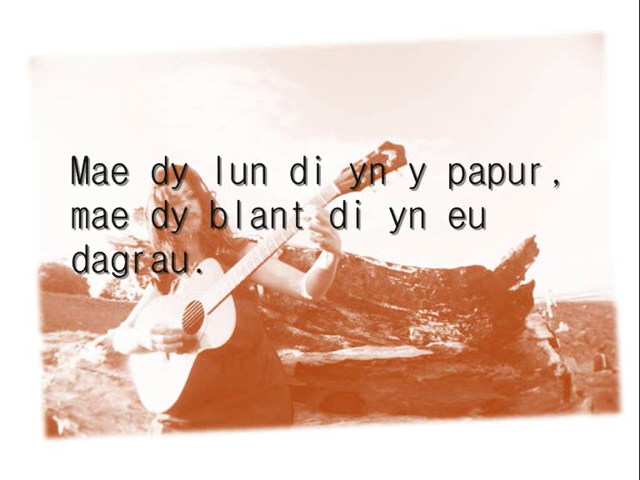 Mae dy lun di yn y papur,
mae dy blant di yn eu
dagrau.